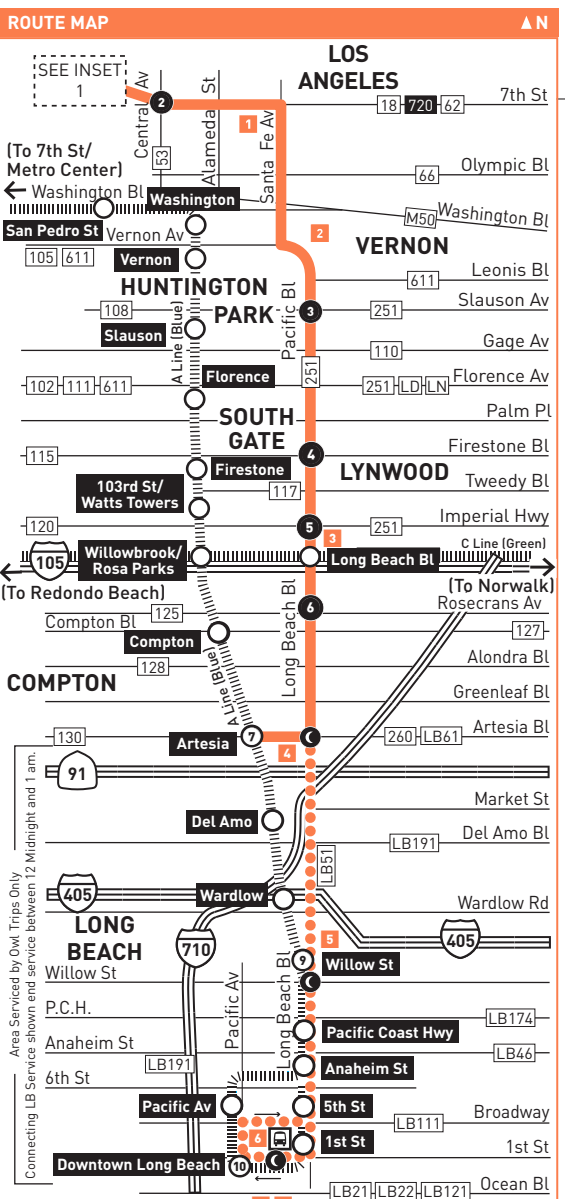 ROUTE MAP
▲N
SEE INSET
1
Central Av
Alameda St
Santa Fe Av
LOS
ANGELES
2
18 720 62
7th St
1
53
(To 7th St/
Metro Center)
66
Olympic Bl
Washington Bl
Washington
M50
Washington Bl
San Pedro St
Vernon Av
2
105 611
Vernon
VERNON
Leonis Bl
611
HUNTINGTON
PARK
Pacific Bl
Slauson Av
108
3
251
Slauson
A Line (Blue)
Gage Av
110
Florence
251
Florence Av
102 111 611
251 LD LN
Palm Pl
SOUTH
GATE
Firestone Bl
115
4
Firestone
LYNWOOD
Tweedy Bl
103rd St/
Watts Towers
117
Imperial Hwy
120
5
251
3
C Line (Green)
105
Willowbrook/
Rosa Parks
Long Beach Bl
(To Redondo Beach)
(To Norwalk)
Rosecrans Av
125
6
Compton Bl
127
Compton
Long Beach Bl
Alondra Bl
128
A Line (Blue)
COMPTON
Greenleaf Bl
Artesia Bl
130
Artesia
7
260 LB61
4
91
Market St
Del Amo
Del Amo Bl
LB191
LB51
405
Wardlow
Wardlow Rd
LONG
BEACH
710
5
405
Willow St
9
Willow St
Pacific Av
Long Beach Bl
P.C.H.
LB174
Pacific Coast Hwy
Anaheim St
LB46
LB191
Anaheim St
6th St
Pacific Av
5th St
Broadway
LB111
6
1st St
1st St
Downtown Long Beach
10
Ocean Bl
LB21 LB22 LB121
Area Serviced by Owl Trips Only
Connecting LB Service shown end service between 12 Midnight and 1 am.